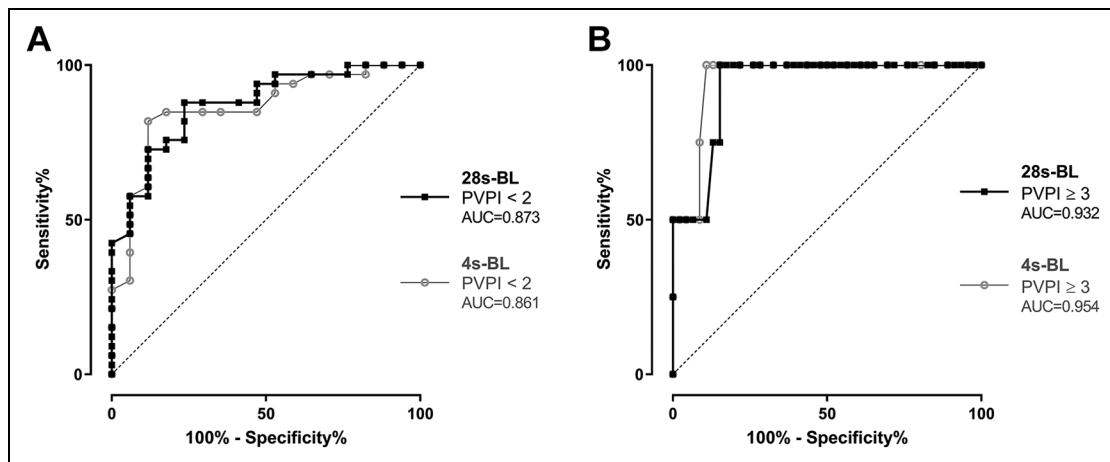 A
100
50
0
Sensitivity%
0
50
100
100% - Specificity%
28s-BL
PVPI < 2
AUC=0.873
4s-BL
PVPI < 2
AUC=0.861
B
100
50
0
Sensitivity%
0
50
100
100% - Specificity%
28s-BL
PVPI ≥ 3
AUC=0.932
4s-BL
PVPI ≥ 3
AUC=0.954